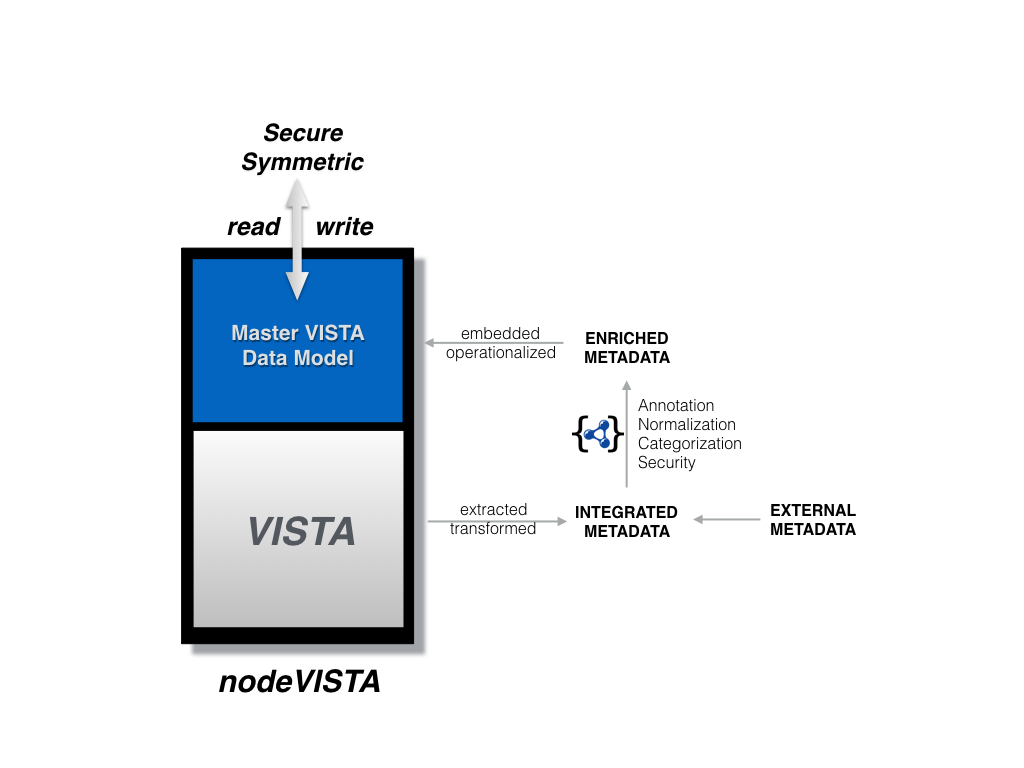 Secure
Symmetric
read write
Master VISTA
Data Model
embedded
operationalized
ENRICHED
METADATA
Annotation
Normalization
Categorization
Security
VISTA
extracted
transformed
INTEGRATED
METADATA
EXTERNAL
METADATA
nodeVISTA